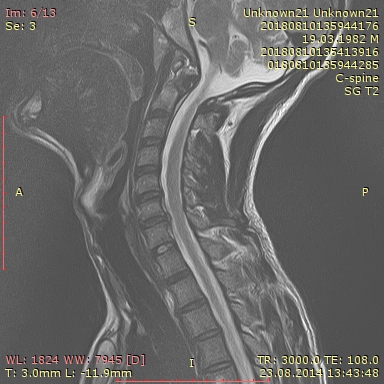 Im: 6/13
Se: 3
S
Unknown21 Unknown21
20180810135944176
19.03.1982 M
20180810135413916
0180810135944285
C-spine
SG T2
A
P
WL: 1824 WW: 7945 [D]
T: 3.0mm L: -11.9mm
I
TR: 3000.0 TE: 108.0
23.08.2014 13:43:48